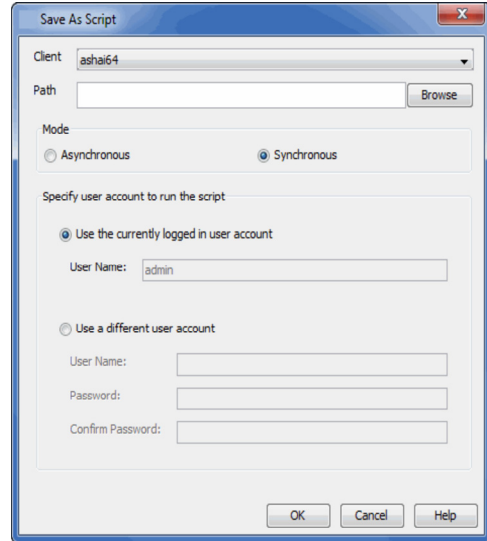 Save As Script
Client ashai64
Path Browse
Mode
Asynchronous Synchronous
Specify user account to run the script
Use the currently logged in user account
User Name: admin
Use a different user account
User Name:
Password:
Confirm Password:
OK Cancel Help